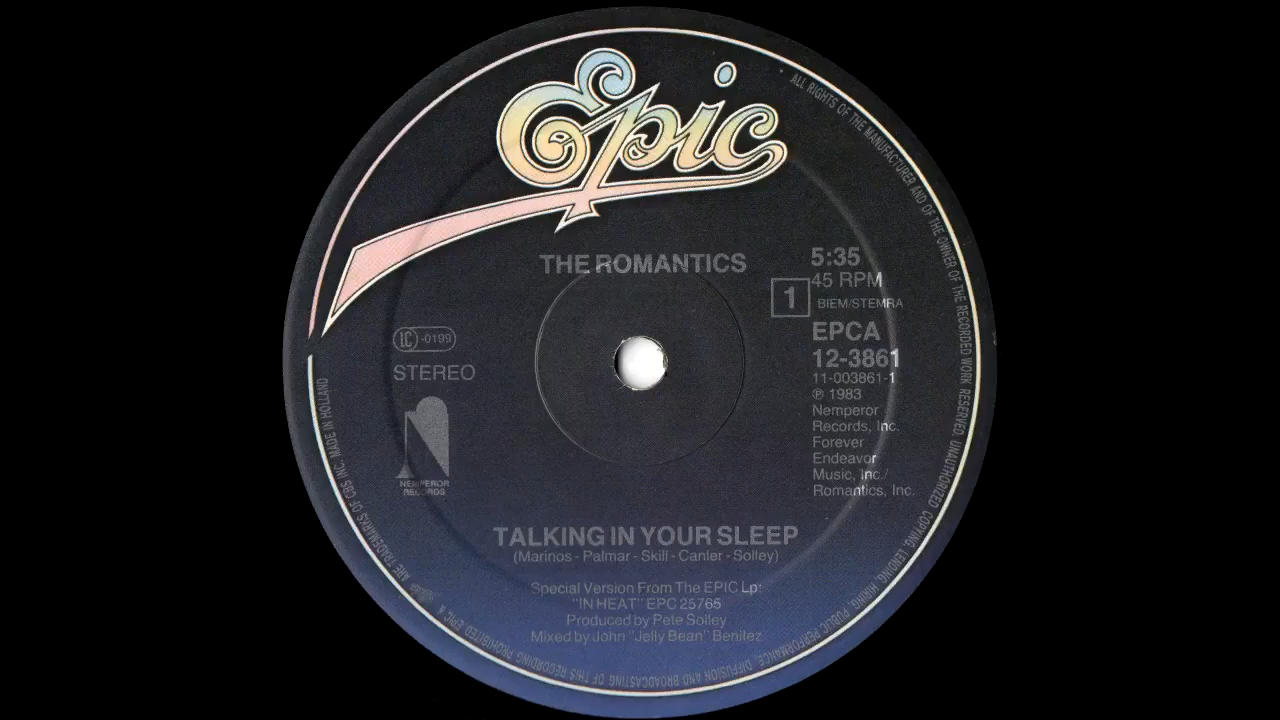 Epic
THE ROMANTICS
5:35
45 RPM
1
BIEM/STEMRA
EPCA
12-3861
11-003861-1
℗ 1983
Nemperor
Records, Inc.
Forever
Endeavor
Music, Inc./
Romantics, Inc.
LC -0199
STEREO
NEMPEROR
RECORDS
TALKING IN YOUR SLEEP
(Marinos - Palmar - Skill - Canler - Solley)
Special Version From The EPIC Lp:
"IN HEAT" EPC 25765
Produced by Pete Solley
Mixed by John "Jelly Bean" Benitez
ALL RIGHTS OF THE MANUFACTURER AND OF THE OWNER OF THE RECORDED WORK RESERVED. UNAUTHORIZED COPYING, LENDING, HIRING, PUBLIC PERFORMANCE, DIFFUSION AND BROADCASTING OF THIS RECORDING PROHIBITED EPIC &
ARE TRADEMARKS OF CBS INC. MADE IN HOLLAND